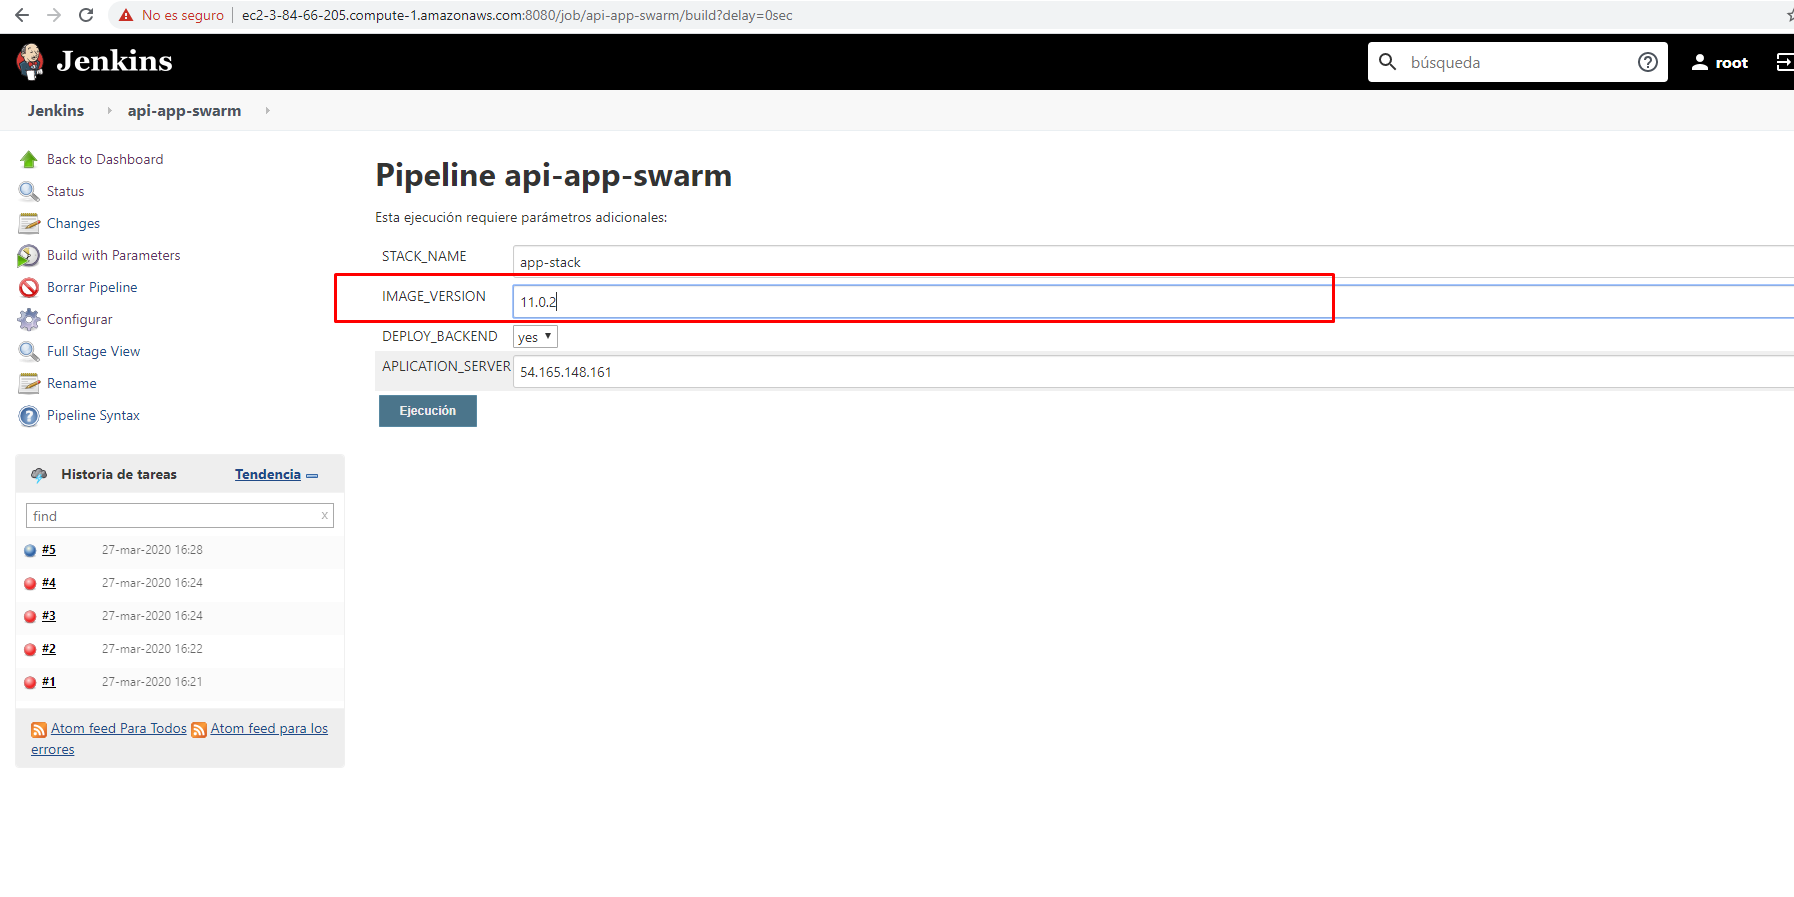 No es seguro ec2-3-84-66-205.compute-1.amazonaws.com:8080/job/api-app-swarm/build?delay=0sec
Jenkins búsqueda ? root
Jenkins api-app-swarm
Back to Dashboard
Status
Changes
Build with Parameters
Borrar Pipeline
Configurar
Full Stage View
Rename
? Pipeline Syntax
Pipeline api-app-swarm
Esta ejecución requiere parámetros adicionales:
STACK_NAME app-stack
IMAGE_VERSION 11.0.2
DEPLOY_BACKEND yes
APLICATION_SERVER 54.165.148.161
Ejecución
Historia de tareas Tendencia
find x
#5 27-mar-2020 16:28
#4 27-mar-2020 16:24
#3 27-mar-2020 16:24
#2 27-mar-2020 16:22
#1 27-mar-2020 16:21
Atom feed Para Todos Atom feed para los
errores